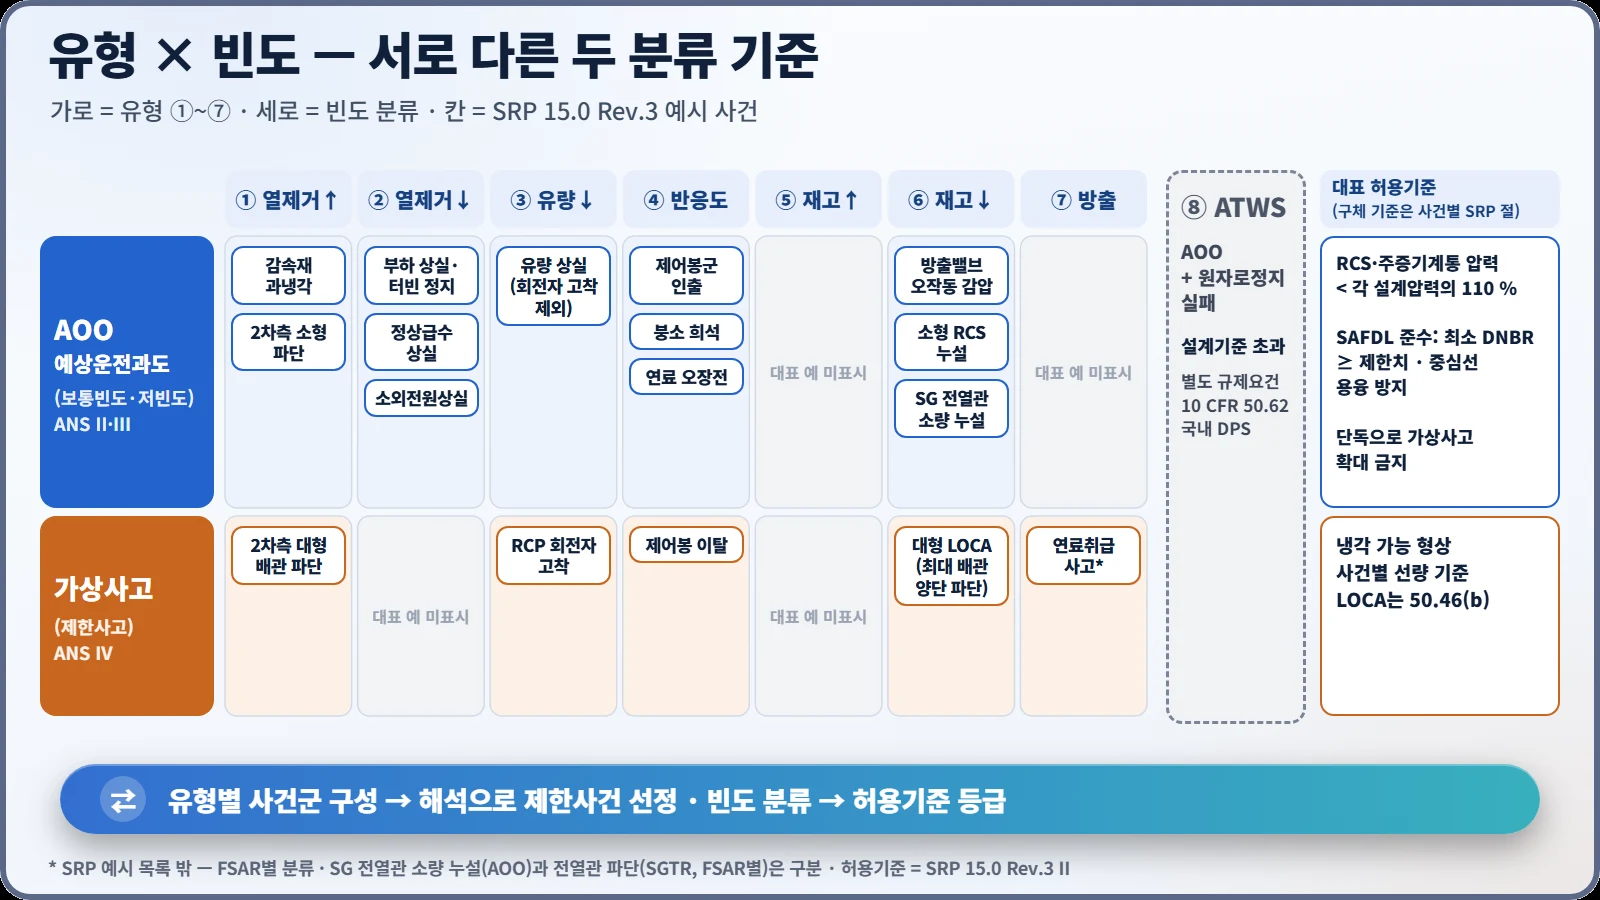 유형 × 빈도 — 서로 다른 두 분류 기준
가로 = 유형 ①~⑦ · 세로 = 빈도 분류 · 칸 = SRP 15.0 Rev.3 예시 사건
① 열제거↑
② 열제거↓
③ 유량↓
④ 반응도
⑤ 재고↑
⑥ 재고↓
⑦ 방출
⑧ ATWS
AOO
+ 원자로정지
실패
설계기준 초과
별도 규제요건
10 CFR 50.62
국내 DPS
대표 허용기준
(구체 기준은 사건별 SRP 절)
AOO
예상운전과도
(보통빈도·저빈도)
ANS II·III
감속재
과냉각
2차측 소형
파단
부하 상실·
터빈 정지
정상급수
상실
소외전원상실
유량 상실
(회전자 고착
제외)
제어봉군
인출
붕소 희석
연료 오장전
대표 예 미표시
방출밸브
오작동 감압
소형 RCS
누설
SG 전열관
소량 누설
대표 예 미표시
RCS·주증기계통 압력
< 각 설계압력의 110 %
SAFDL 준수: 최소 DNBR
≥ 제한치 · 중심선
용융 방지
단독으로 가상사고
확대 금지
가상사고
(제한사고)
ANS IV
2차측 대형
배관 파단
대표 예 미표시
RCP 회전자
고착
제어봉 이탈
대표 예 미표시
대형 LOCA
(최대 배관
양단 파단)
연료취급
사고*
냉각 가능 형상
사건별 선량 기준
LOCA는 50.46(b)
유형별 사건군 구성 → 해석으로 제한사건 선정 · 빈도 분류 → 허용기준 등급
* SRP 예시 목록 밖 — FSAR별 분류 · SG 전열관 소량 누설(AOO)과 전열관 파단(SGTR, FSAR별)은 구분 · 허용기준 = SRP 15.0 Rev.3 II